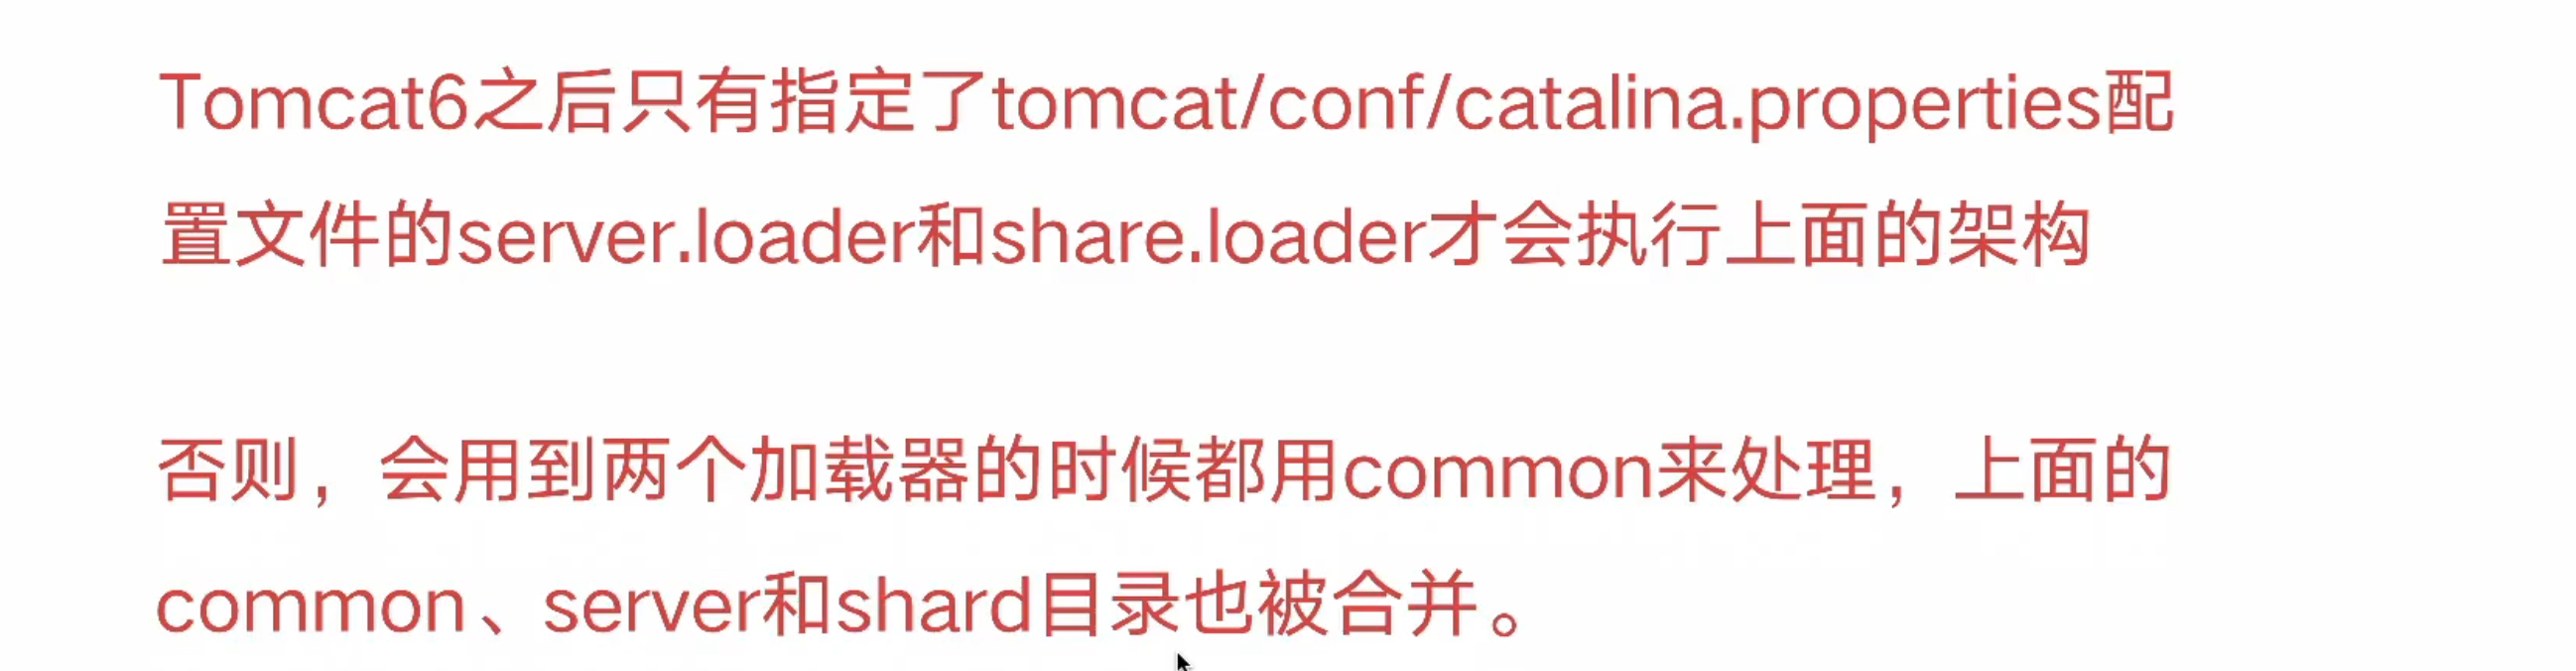 Tomcat6之后只有指定了tomcat/conf/catalina.properties配
置文件的server.loader和share.loader才会执行上面的架构
否则，会用到两个加载器的时候都用common来处理，上面的
common、server和shard目录也被合并。